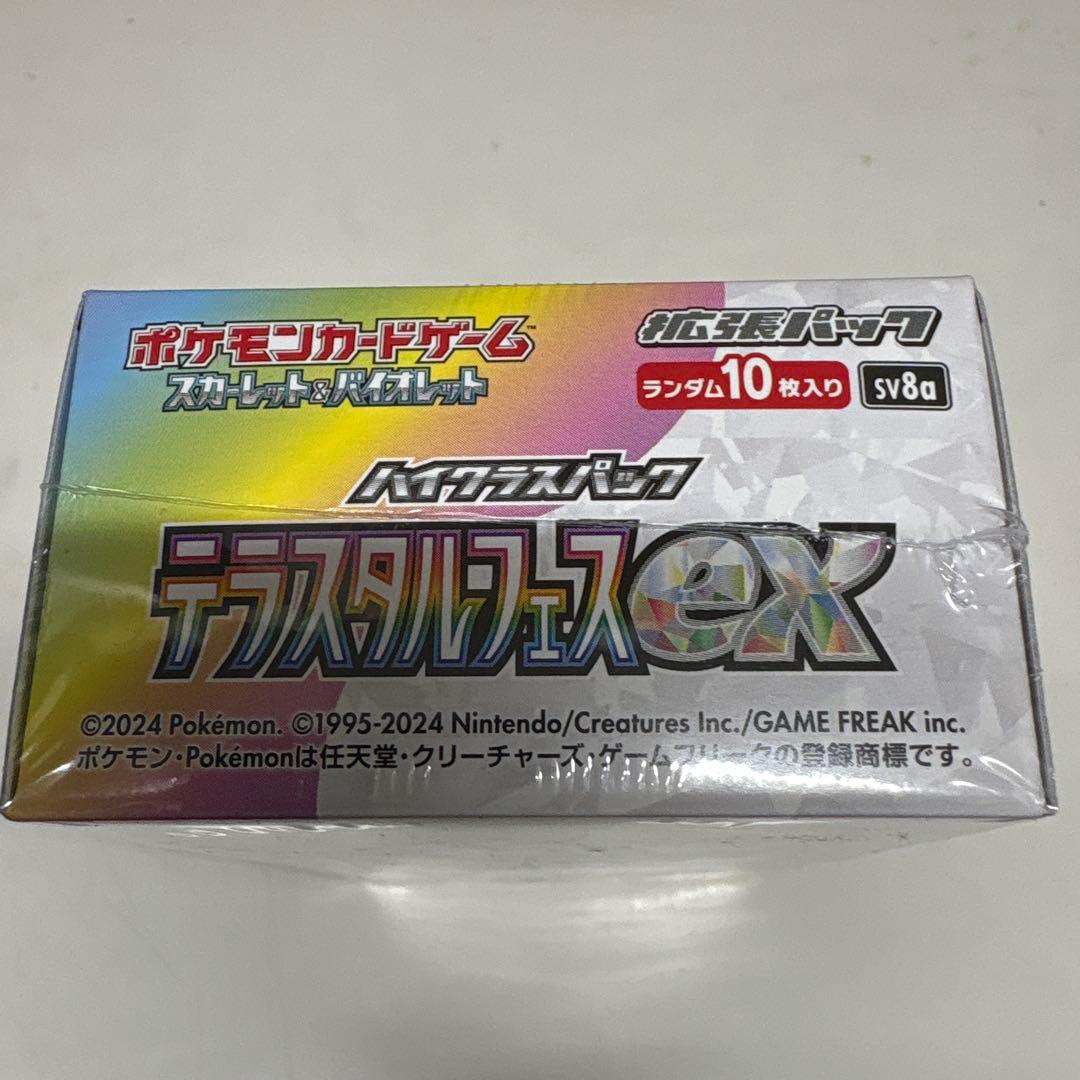 ポケモンカードゲーム™
スカーレット&バイオレット
拡張パック
ランダム10枚入り SV8a
ハイクラスパック
テラスタルフェスex
©2024 Pokémon. ©1995-2024 Nintendo/Creatures Inc./GAME FREAK inc.
ポケモン・Pokémonは任天堂・クリーチャーズ・ゲームフリークの登録商標です。